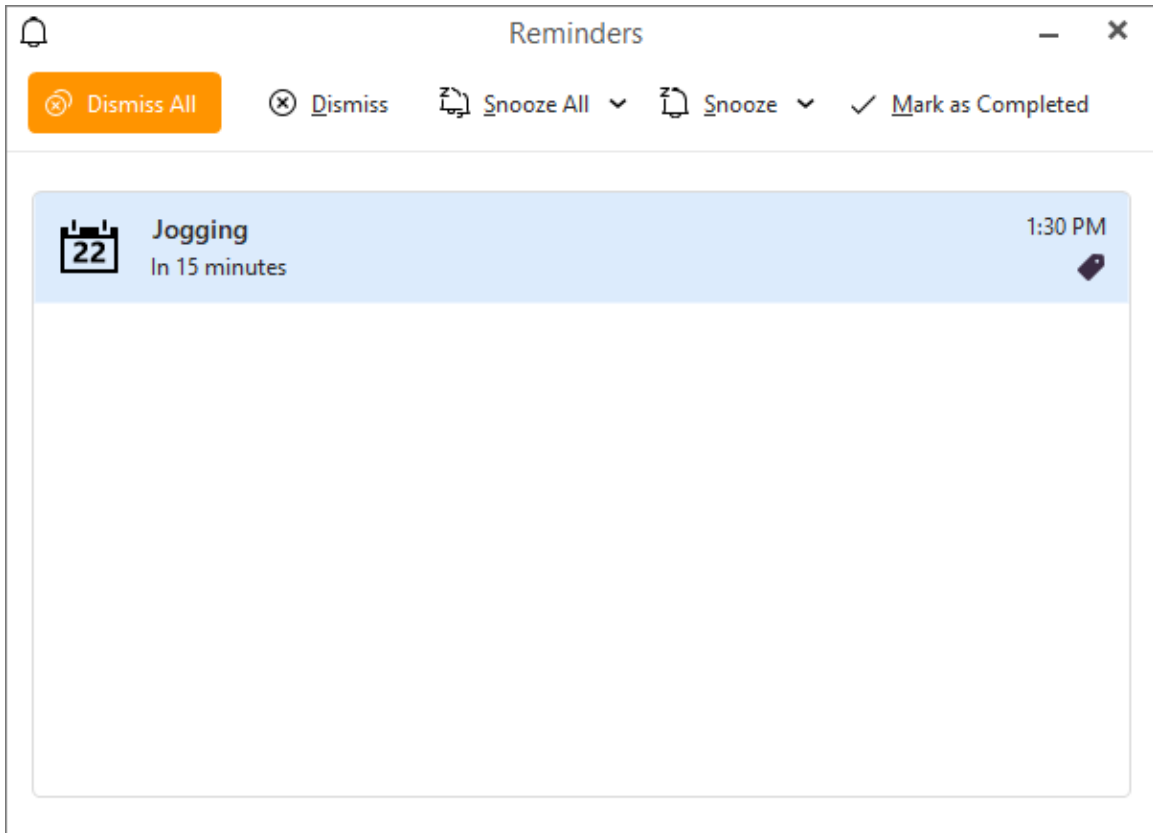 Reminders
Dismiss All Dismiss Snooze All Snooze Mark as Completed
22 Jogging 1:30 PM
In 15 minutes